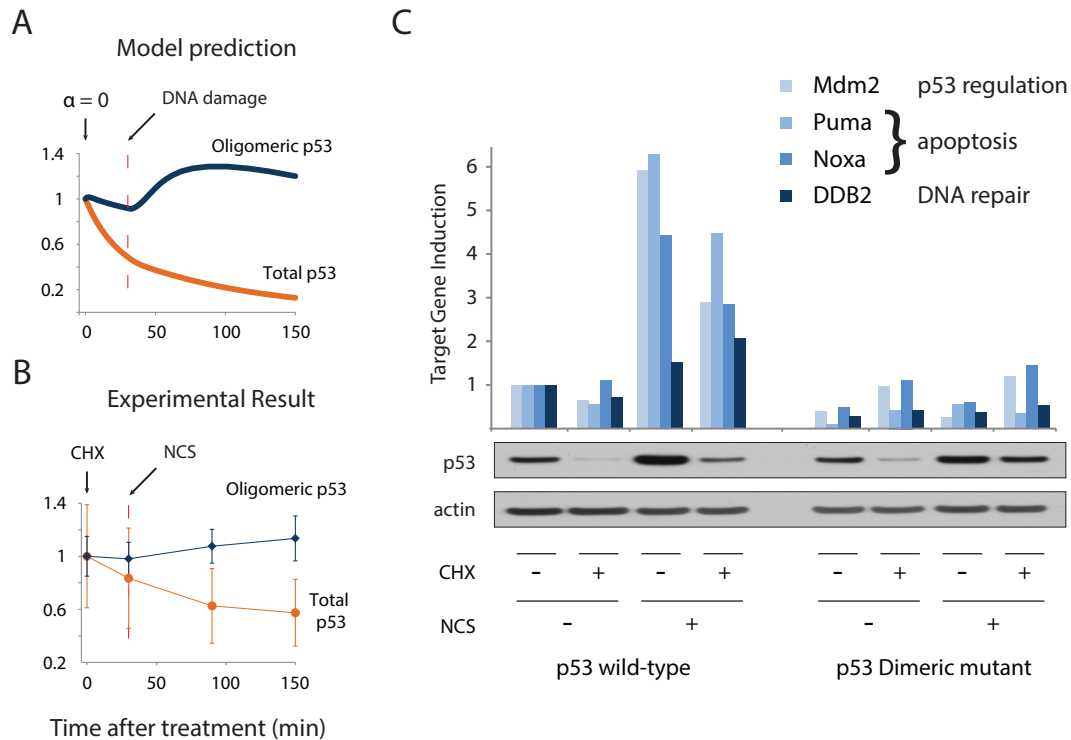 A
Model prediction
α = 0
DNA damage
1.4
1
0.6
0.2
Oligomeric p53
Total p53
0 50 100 150
B
Experimental Result
CHX
NCS
1.4
1
0.6
0.2
Oligomeric p53
Total
p53
0 50 100 150
Time after treatment (min)
C
Mdm2 p53 regulation
Puma
Noxa
} apoptosis
DDB2 DNA repair
Target Gene Induction
6
5
4
3
2
1
p53
actin
CHX - + - + - + - +
NCS - + - +
p53 wild-type p53 Dimeric mutant